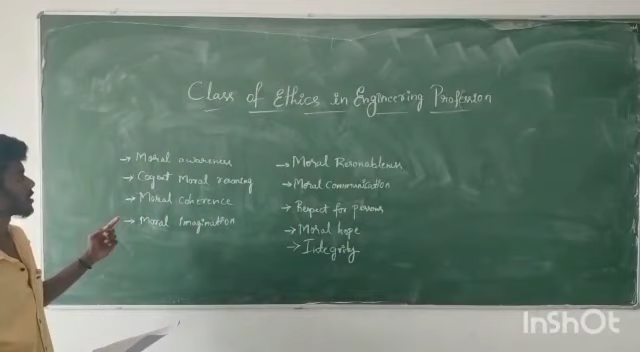 Class of Ethics in Engineering Profession
→ Moral awareness
→ Cogent Moral reasoning
→ Moral coherence
→ Moral Imagination
→ Moral Resonableness
→ Moral communication
→ Respect for persons
→ Moral hope
→ Integrity
InShOt